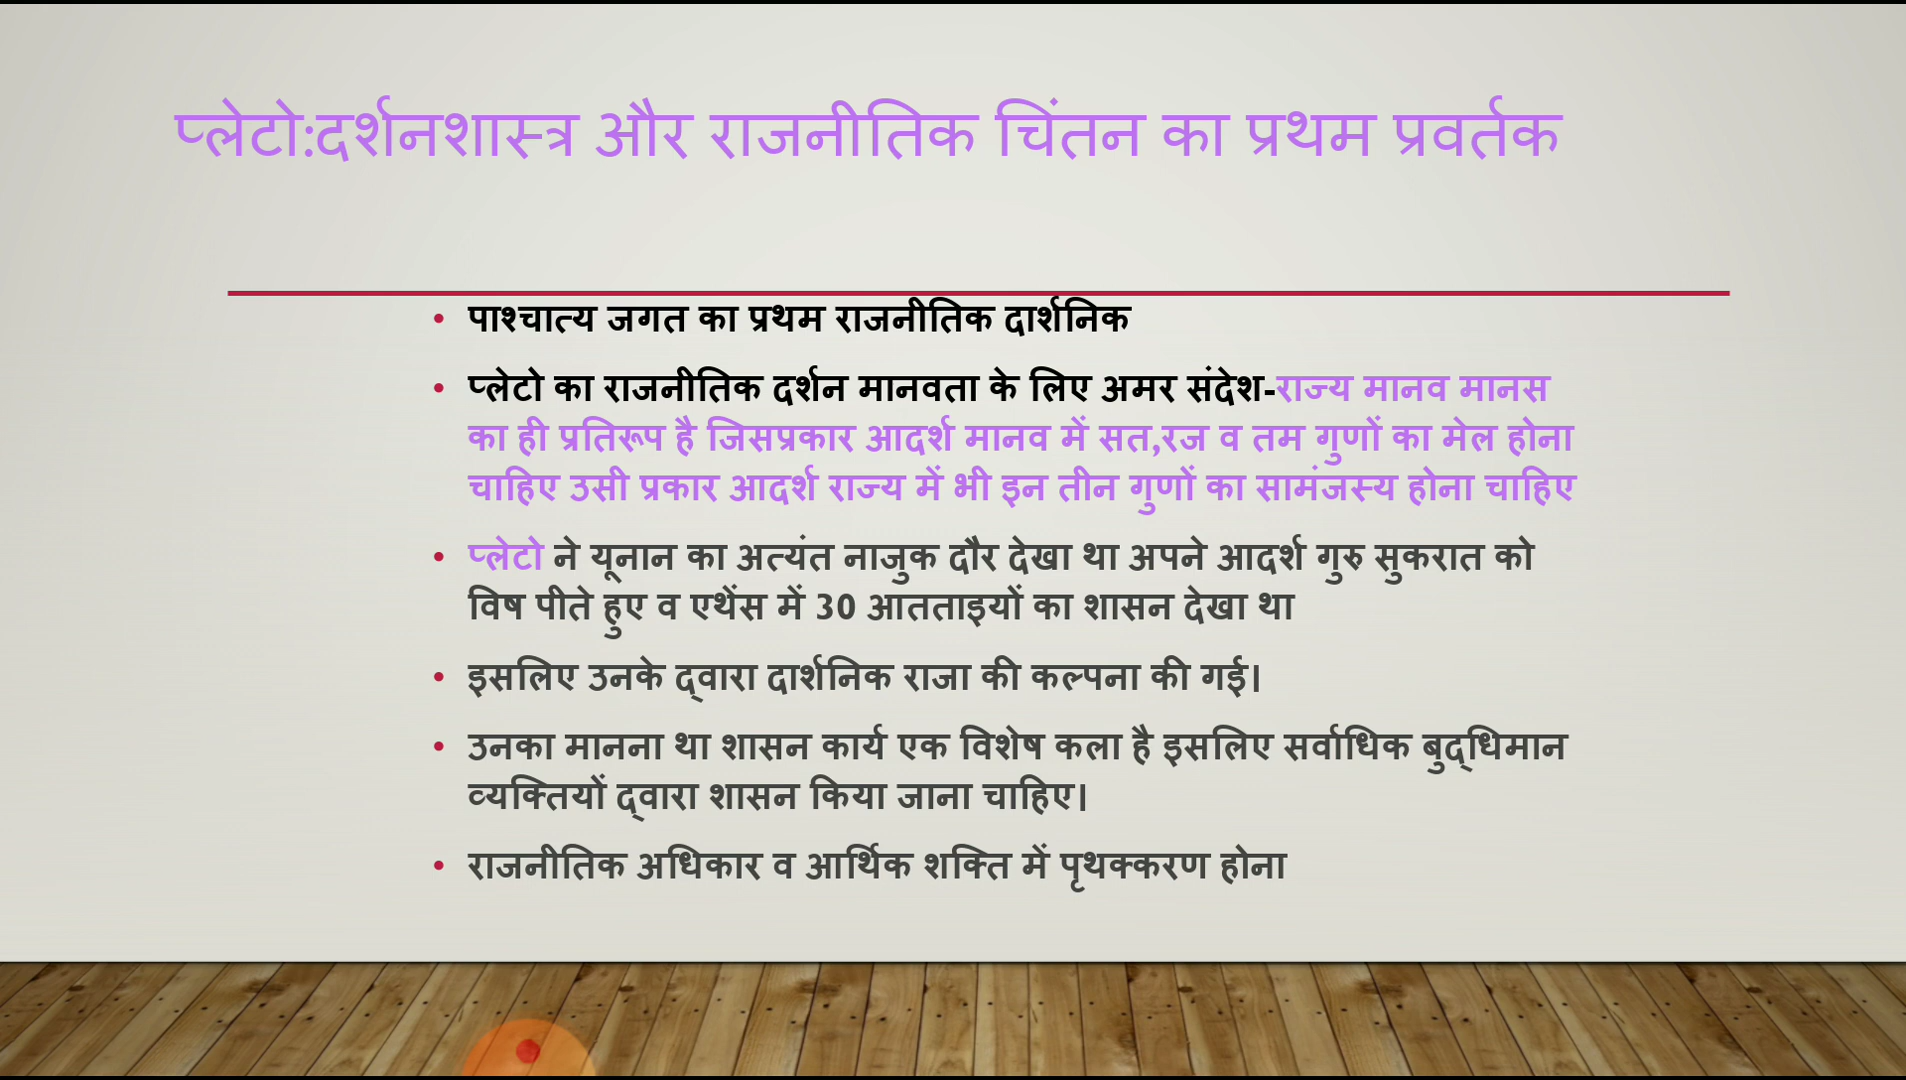 प्लेटो:दर्शनशास्त्र और राजनीतिक चिंतन का प्रथम प्रवर्तक
• पाश्चात्य जगत का प्रथम राजनीतिक दार्शनिक
• प्लेटो का राजनीतिक दर्शन मानवता के लिए अमर संदेश-राज्य मानव मानस
का ही प्रतिरूप है जिसप्रकार आदर्श मानव में सत,रज व तम गुणों का मेल होना
चाहिए उसी प्रकार आदर्श राज्य में भी इन तीन गुणों का सामंजस्य होना चाहिए
• प्लेटो ने यूनान का अत्यंत नाजुक दौर देखा था अपने आदर्श गुरु सुकरात को
विष पीते हुए व एथेंस में 30 आतताइयों का शासन देखा था
• इसलिए उनके द्वारा दार्शनिक राजा की कल्पना की गई।
• उनका मानना था शासन कार्य एक विशेष कला है इसलिए सर्वाधिक बुद्धिमान
व्यक्तियों द्वारा शासन किया जाना चाहिए।
• राजनीतिक अधिकार व आर्थिक शक्ति में पृथक्करण होना